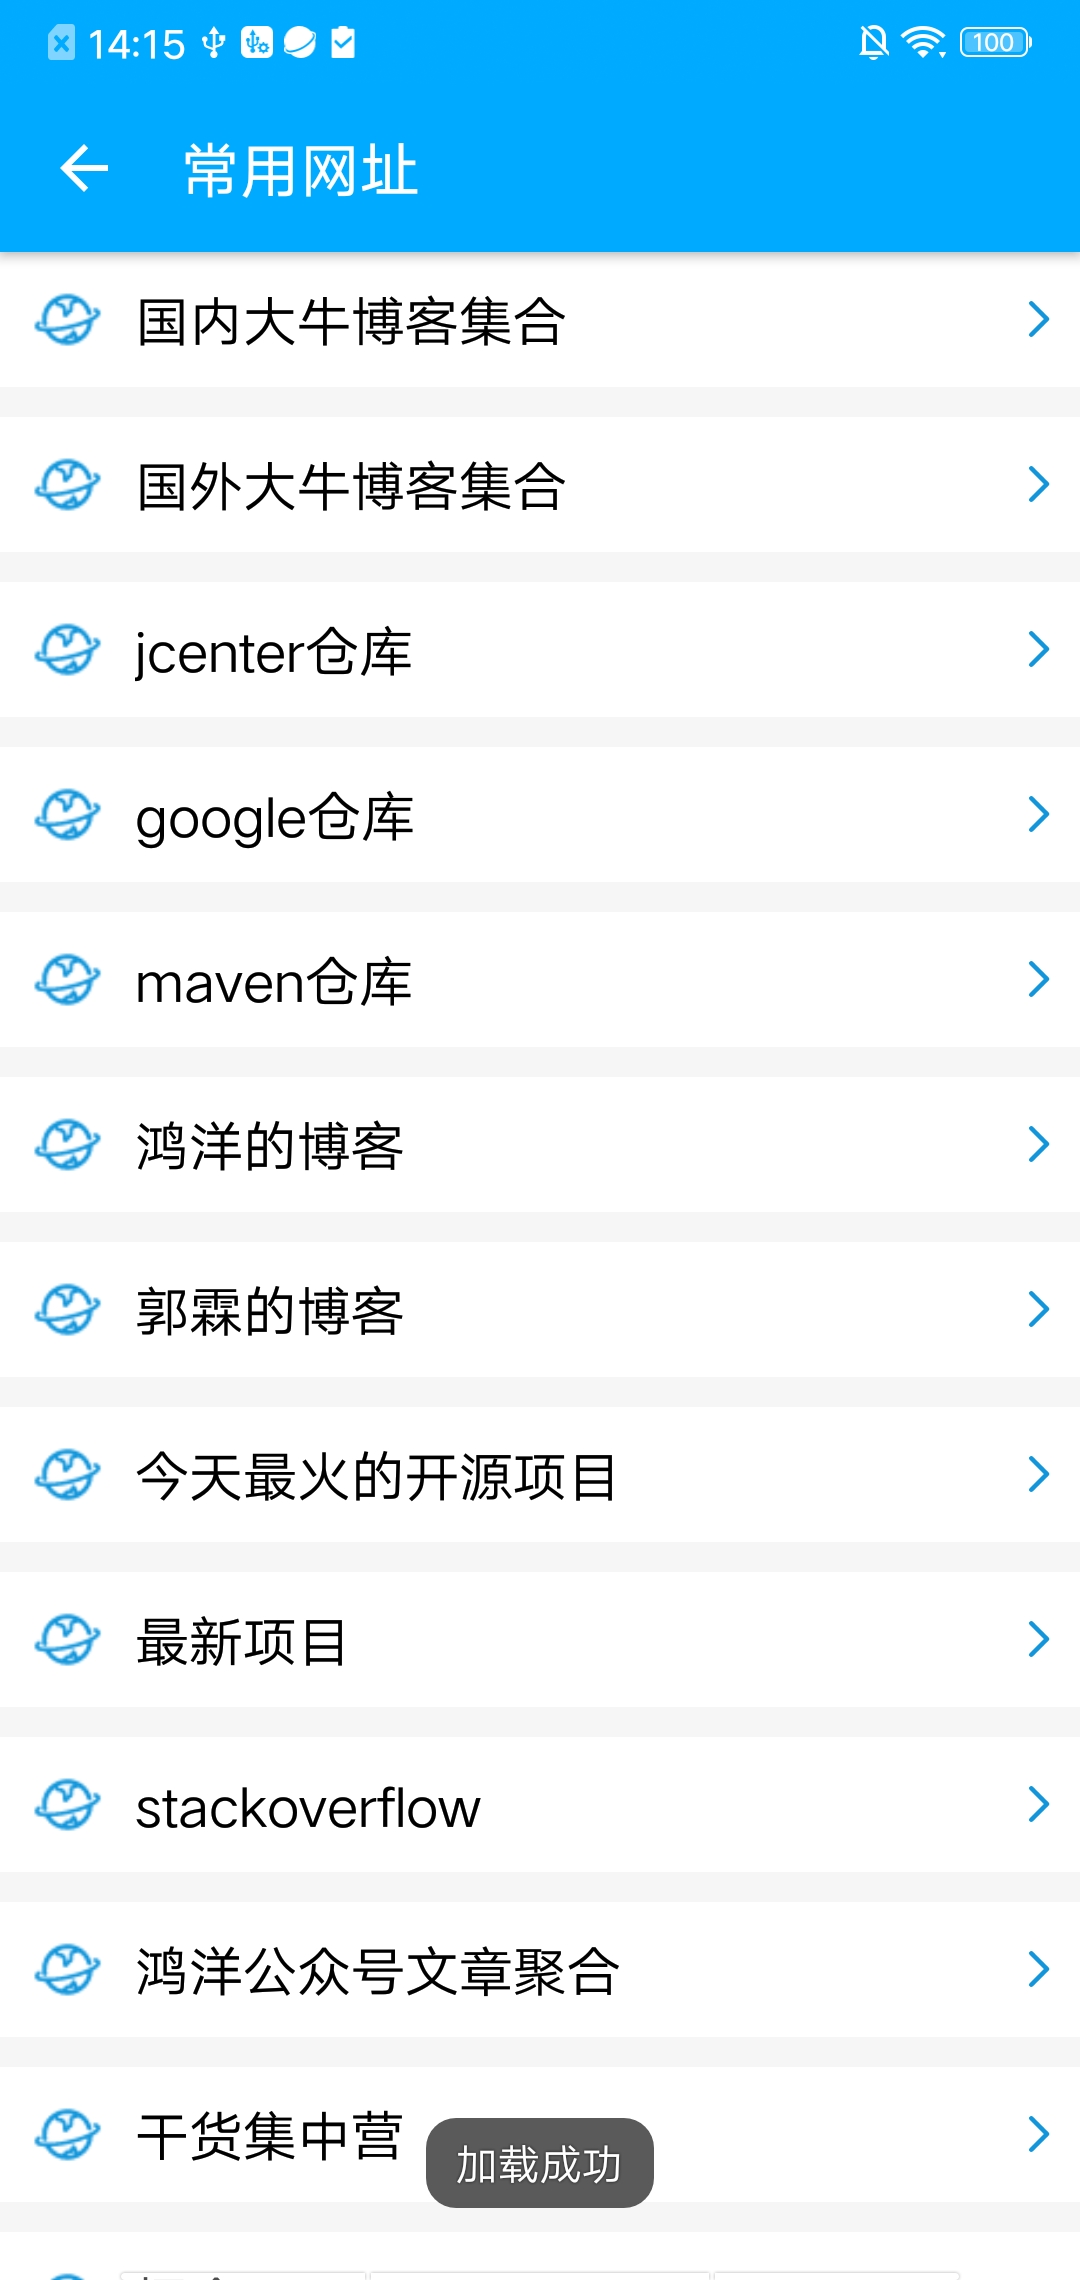 14:15
100
常用网址
国内大牛博客集合
国外大牛博客集合
jcenter仓库
google仓库
maven仓库
鸿洋的博客
郭霖的博客
今天最火的开源项目
最新项目
stackoverflow
鸿洋公众号文章聚合
干货集中营
加载成功